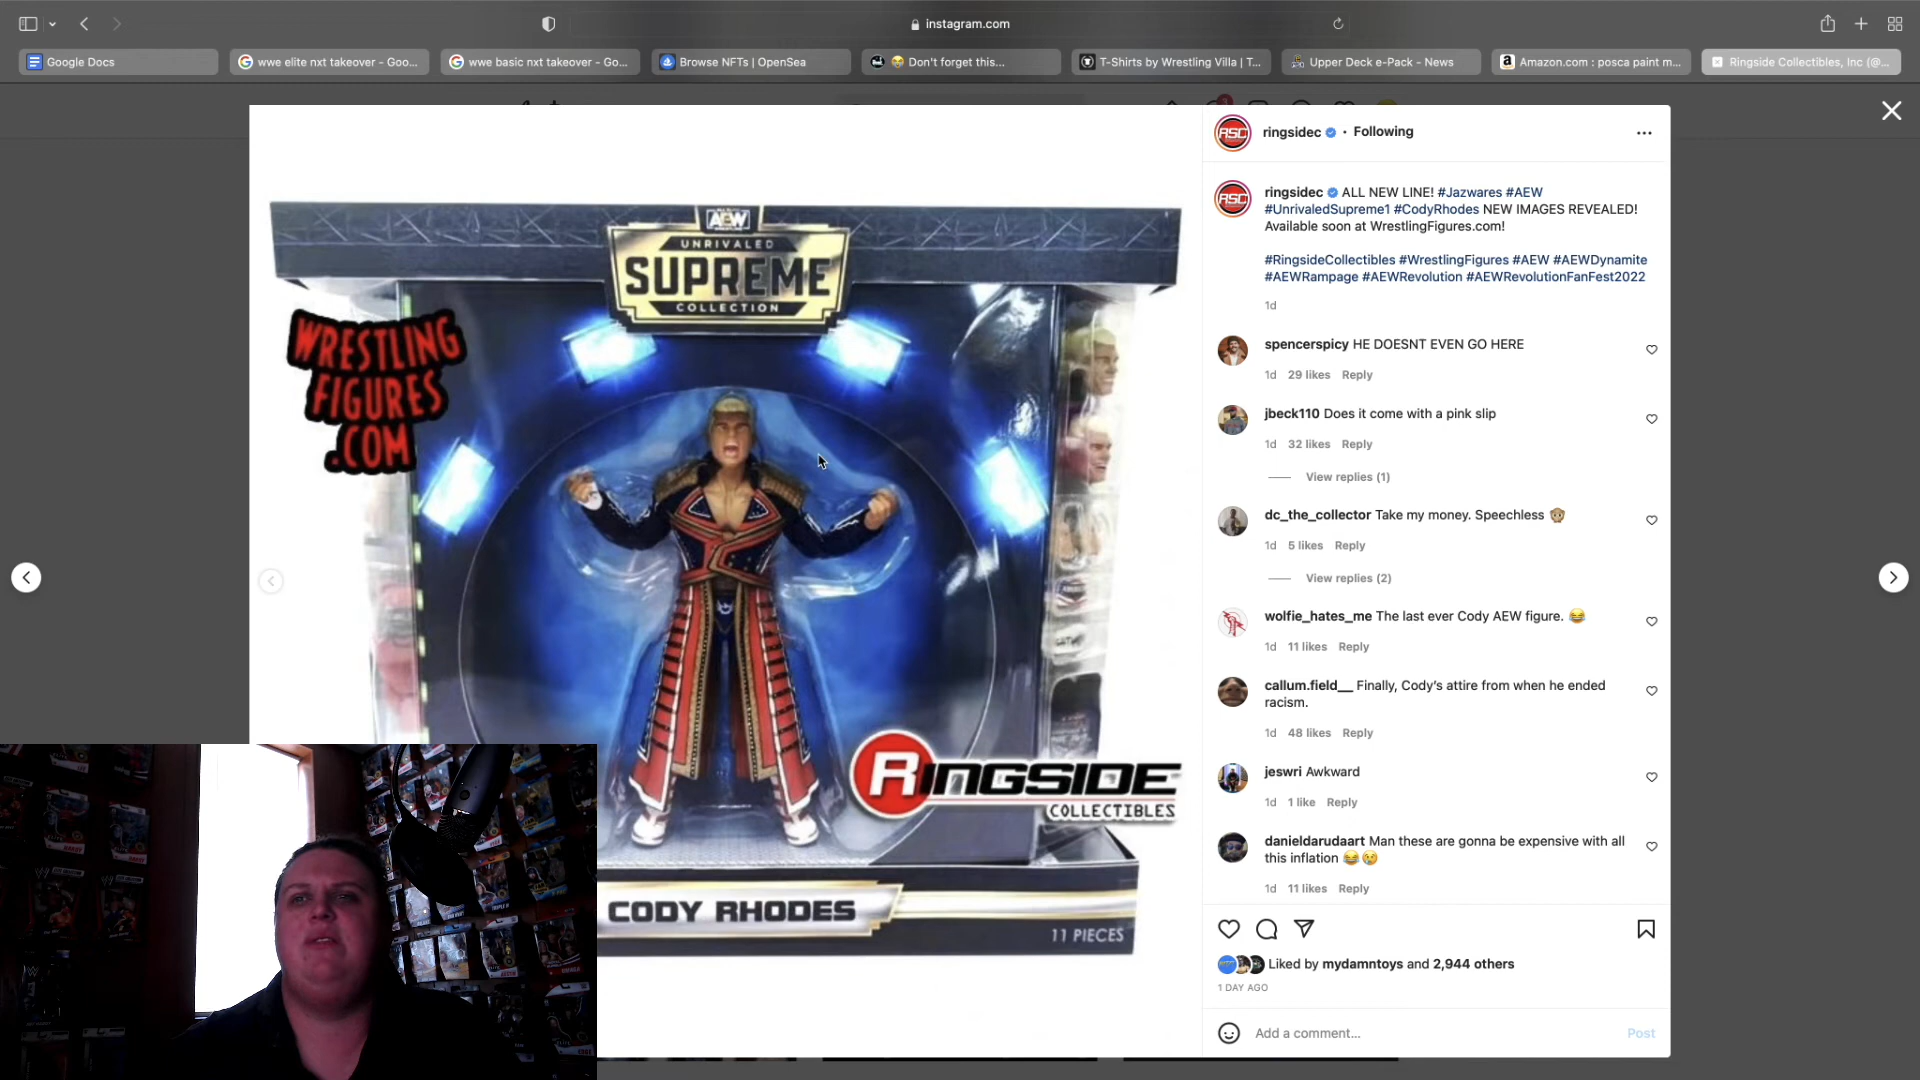 instagram.com
Google Docs
wwe elite nxt takeover - Goo...
wwe basic nxt takeover - Go...
Browse NFTs | OpenSea
😂 Don't forget this...
T-Shirts by Wrestling Villa | T...
Upper Deck e-Pack - News
Amazon.com : posca paint m...
Ringside Collectibles, Inc (@...
AEW
UNRIVALED
SUPREME
COLLECTION
WRESTLING
FIGURES
.COM
RINGSIDE
COLLECTIBLES
CODY RHODES
11 PIECES
RSC
ringsidec • Following
RSC
ringsidec ALL NEW LINE! #Jazwares #AEW
#UnrivaledSupreme1 #CodyRhodes NEW IMAGES REVEALED!
Available soon at WrestlingFigures.com!
#RingsideCollectibles #WrestlingFigures #AEW #AEWDynamite
#AEWRampage #AEWRevolution #AEWRevolutionFanFest2022
1d
spencerspicy HE DOESNT EVEN GO HERE
1d 29 likes Reply
jbeck110 Does it come with a pink slip
1d 32 likes Reply
View replies (1)
dc_the_collector Take my money. Speechless 🙊
1d 5 likes Reply
View replies (2)
wolfie_hates_me The last ever Cody AEW figure. 😂
1d 11 likes Reply
callum.field__ Finally, Cody's attire from when he ended
racism.
1d 48 likes Reply
jeswri Awkward
1d 1 like Reply
danieldarudaart Man these are gonna be expensive with all
this inflation 😂😢
1d 11 likes Reply
Liked by mydamntoys and 2,944 others
1 DAY AGO
Add a comment...
Post